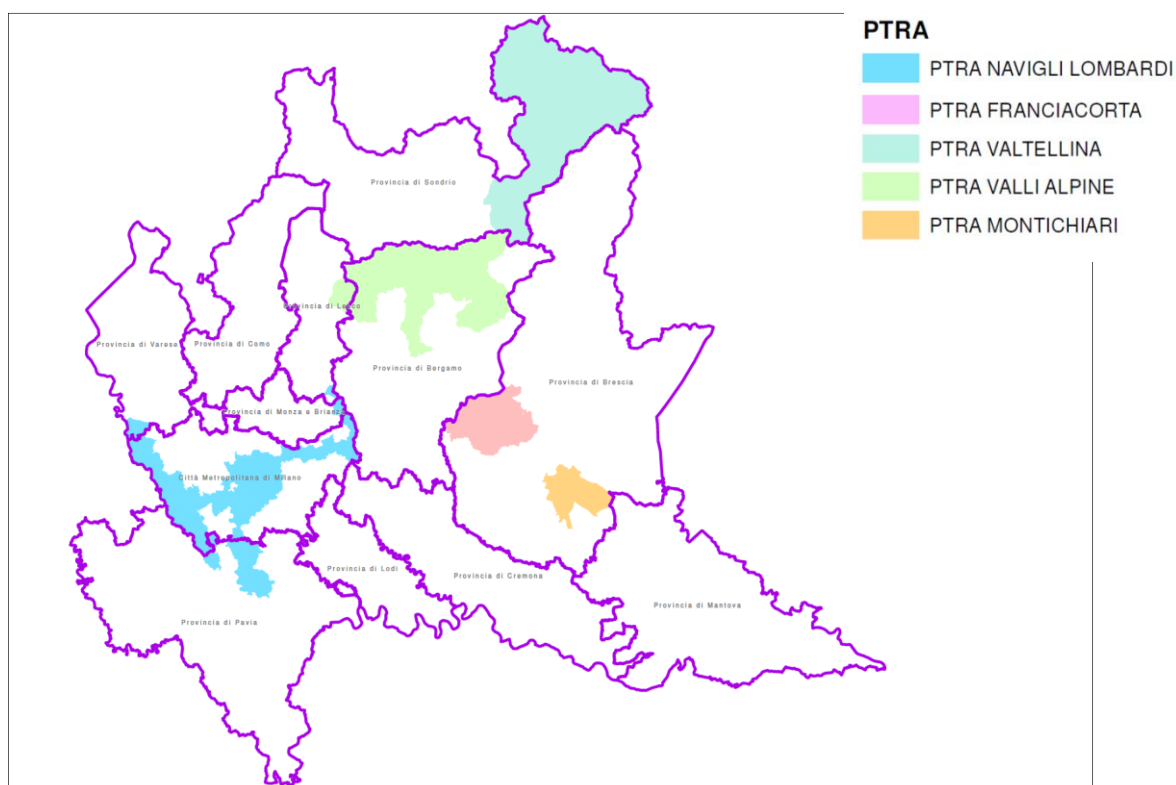 PTRA
PTRA NAVIGLI LOMBARDI
PTRA FRANCIACORTA
PTRA VALTELLINA
PTRA VALLI ALPINE
PTRA MONTICHIARI
Provincia di Sondrio
Provincia di Lecco
Provincia di Varese
Provincia di Como
Provincia di Bergamo
Provincia di Brescia
Provincia di Monza e Brianza
Città Metropolitana di Milano
Provincia di Lodi
Provincia di Cremona
Provincia di Mantova
Provincia di Pavia